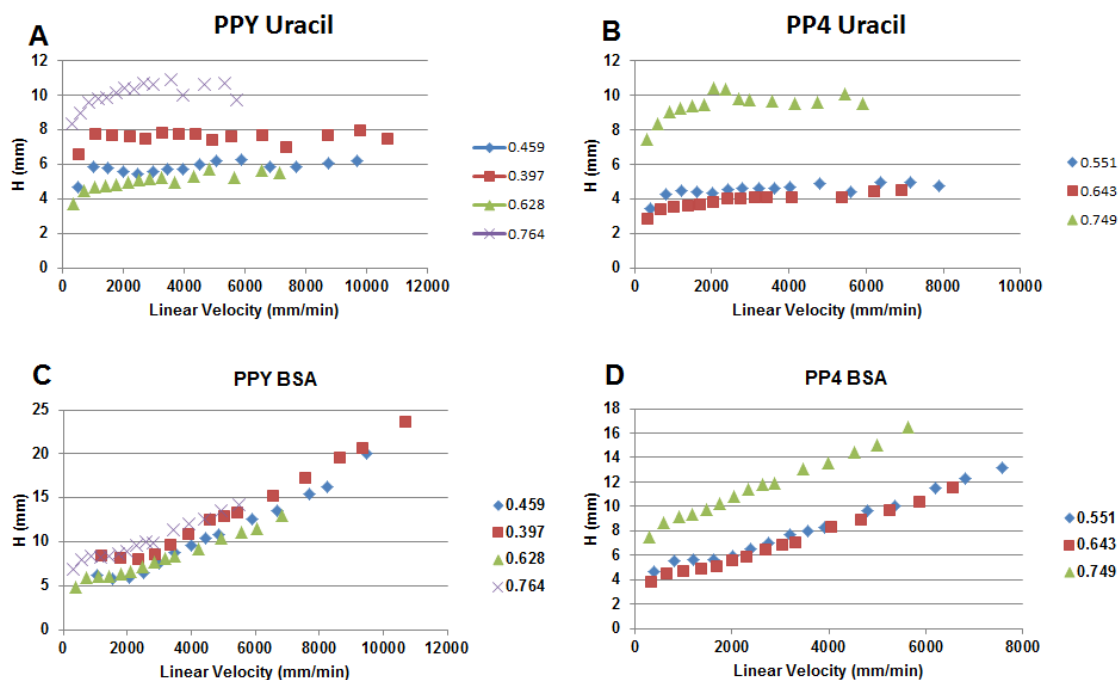 A
PPY Uracil
12
10
8
6
4
2
0
0 2000 4000 6000 8000 10000 12000
H (mm)
Linear Velocity (mm/min)
0.459
0.397
0.628
0.764
B
PP4 Uracil
12
10
8
6
4
2
0
0 2000 4000 6000 8000 10000
H (mm)
Linear Velocity (mm/min)
0.551
0.643
0.749
C
PPY BSA
25
20
15
10
5
0
0 2000 4000 6000 8000 10000 12000
H (mm)
Linear Velocity (mm/min)
0.459
0.397
0.628
0.764
D
PP4 BSA
18
16
14
12
10
8
6
4
2
0
0 2000 4000 6000 8000
H (mm)
Linear Velocity (mm/min)
0.551
0.643
0.749